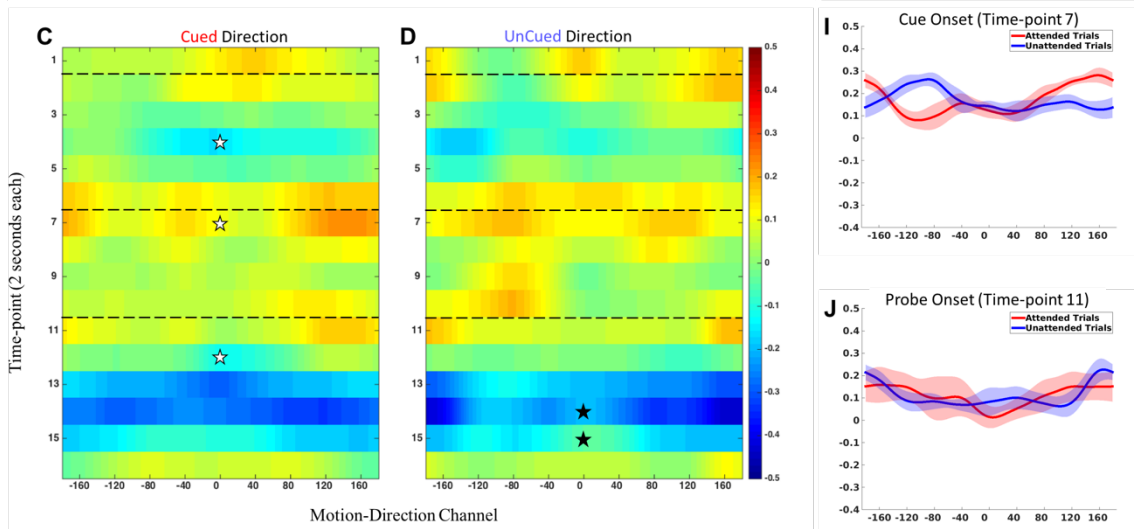 C
Cued Direction
D
UnCued Direction
Time-point (2 seconds each)
1
3
5
7
9
11
13
15
-160 -120 -80 -40 0 40 80 120 160
-160 -120 -80 -40 0 40 80 120 160
Motion-Direction Channel
0.5
0.4
0.3
0.2
0.1
0
-0.1
-0.2
-0.3
-0.4
-0.5
I
Cue Onset (Time-point 7)
Attended Trials
Unattended Trials
0.5
0.4
0.3
0.2
0.1
0
-0.1
-0.2
-0.3
-0.4
-160 -120 -80 -40 0 40 80 120 160
J
Probe Onset (Time-point 11)
Attended Trials
Unattended Trials
0.5
0.4
0.3
0.2
0.1
0
0.1
0.2
0.3
0.4
-160 -120 -80 -40 0 40 80 120 160